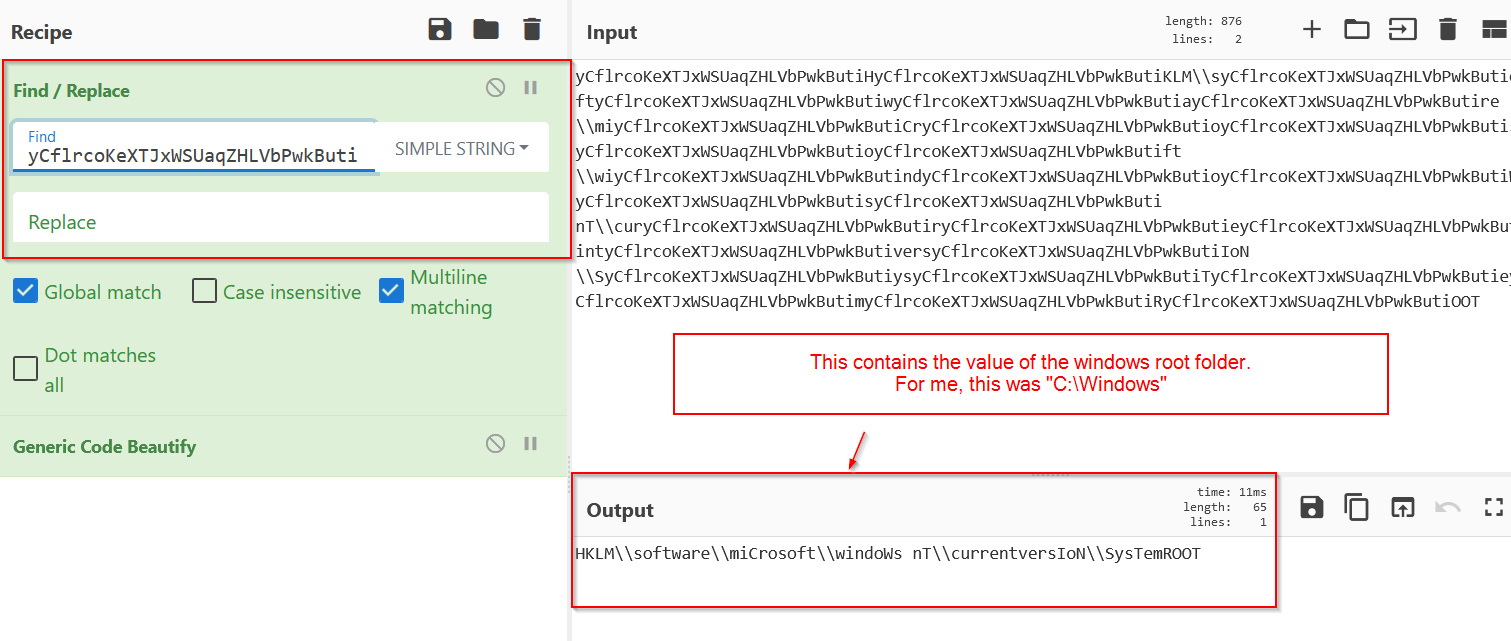 Recipe
Find / Replace
Find
yCflrcoKeXTJxWSUaqZHLVbPwkButi
SIMPLE STRING
Replace
Global match
Case insensitive
Multiline
matching
Dot matches
all
Generic Code Beautify
Input
length: 876
lines: 2
yCflrcoKeXTJxWSUaqZHLVbPwkButiHyCflrcoKeXTJxWSUaqZHLVbPwkButiKLM\\syCflrcoKeXTJxWSUaqZHLVbPwkButi
ftyCflrcoKeXTJxWSUaqZHLVbPwkButiwyCflrcoKeXTJxWSUaqZHLVbPwkButiayCflrcoKeXTJxWSUaqZHLVbPwkButire
\\miyCflrcoKeXTJxWSUaqZHLVbPwkButiCryCflrcoKeXTJxWSUaqZHLVbPwkButioyCflrcoKeXTJxWSUaqZHLVbPwkButi
yCflrcoKeXTJxWSUaqZHLVbPwkButioyCflrcoKeXTJxWSUaqZHLVbPwkButift
\\wiyCflrcoKeXTJxWSUaqZHLVbPwkButindyCflrcoKeXTJxWSUaqZHLVbPwkButioyCflrcoKeXTJxWSUaqZHLVbPwkButi
yCflrcoKeXTJxWSUaqZHLVbPwkButisyCflrcoKeXTJxWSUaqZHLVbPwkButi
nT\\curyCflrcoKeXTJxWSUaqZHLVbPwkButiryCflrcoKeXTJxWSUaqZHLVbPwkButieyCflrcoKeXTJxWSUaqZHLVbPwkBut
intyCflrcoKeXTJxWSUaqZHLVbPwkButiversyCflrcoKeXTJxWSUaqZHLVbPwkButiIoN
\\SyCflrcoKeXTJxWSUaqZHLVbPwkButiysyCflrcoKeXTJxWSUaqZHLVbPwkButiTyCflrcoKeXTJxWSUaqZHLVbPwkButiey
CflrcoKeXTJxWSUaqZHLVbPwkButimyCflrcoKeXTJxWSUaqZHLVbPwkButiRyCflrcoKeXTJxWSUaqZHLVbPwkButiOOT
This contains the value of the windows root folder.
For me, this was "C:\Windows"
Output
time: 11ms
length: 65
lines: 1
HKLM\\software\\miCrosoft\\windoWs nT\\currentversIoN\\SysTemROOT